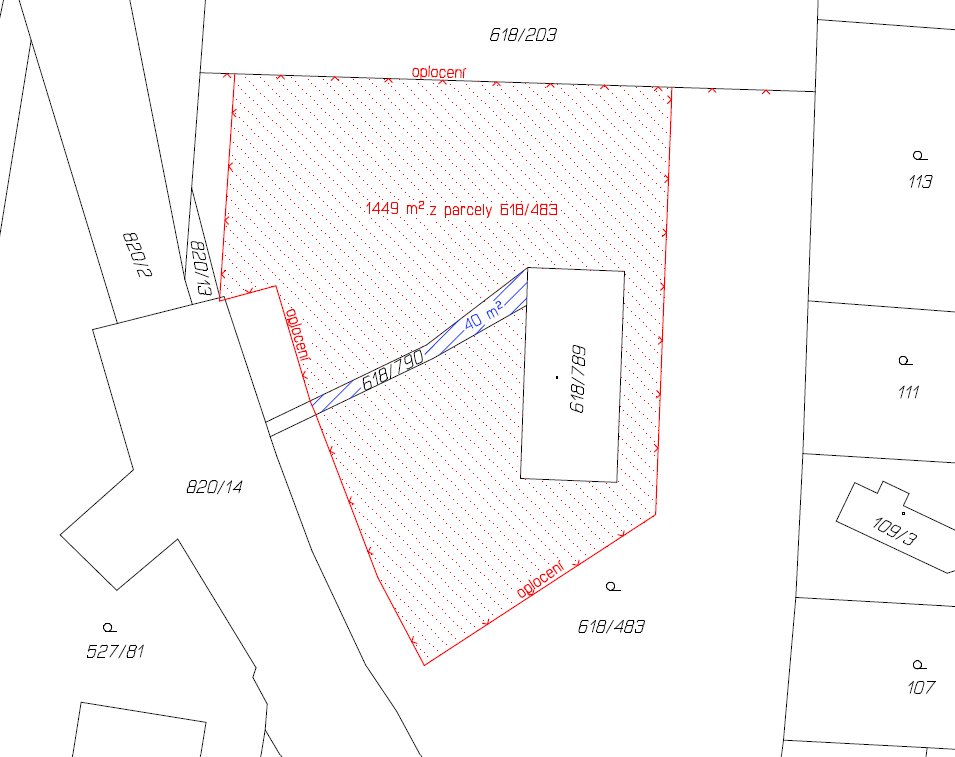 618/203
oplocení
113
1449 m² z parcely 618/483
820/2
820/13
40 m²
oplocení
618/790
618/789
111
820/14
109/3
oplocení
618/483
527/81
107